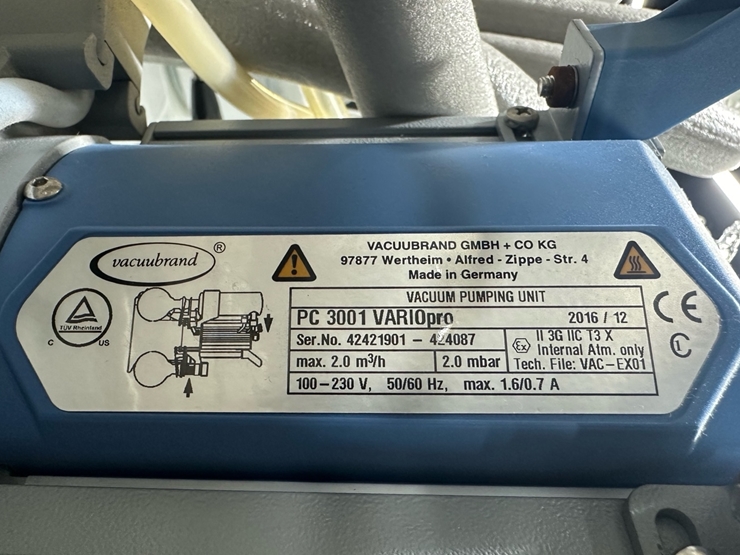 vacuubrand ®
VACUUBRAND GMBH + CO KG
97877 Wertheim • Alfred - Zippe - Str. 4
Made in Germany
TÜV Rheinland
C US
VACUUM PUMPING UNIT
PC 3001 VARIOpro 2016 / 12
Ser.No. 42421901 – 424087
max. 2.0 m³/h 2.0 mbar
Ex II 3G IIC T3 X
Internal Atm. only
Tech. File: VAC-EX01
100-230 V, 50/60 Hz, max. 1.6/0.7 A
CE